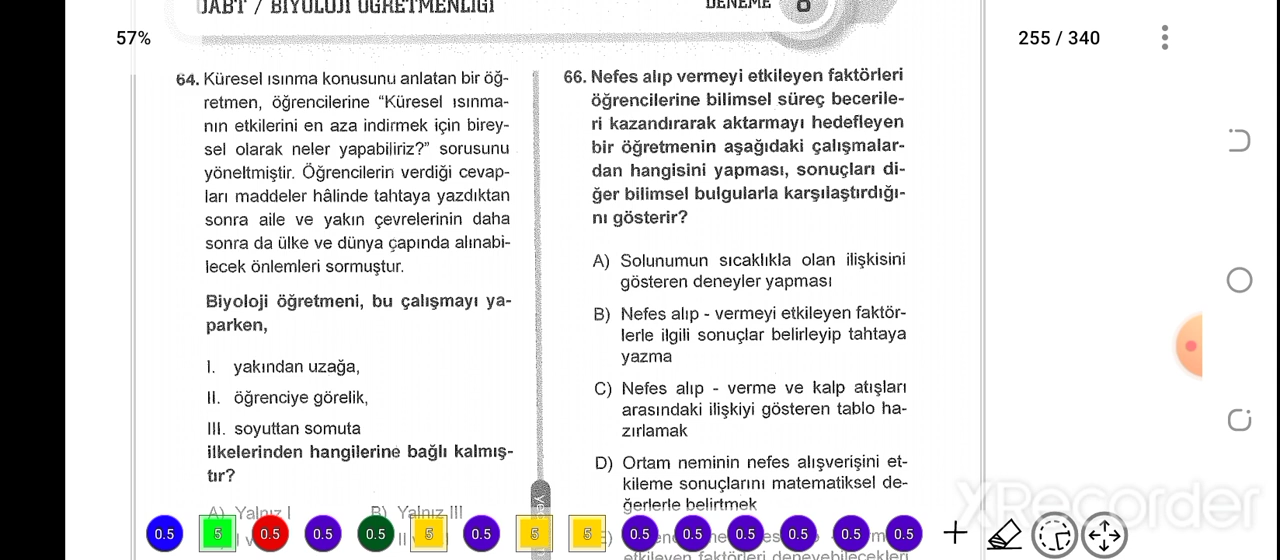 ÖABT / BİYOLOJİ ÖĞRETMENLİĞİ
DENEME 8
57%
255 / 340
64. Küresel ısınma konusunu anlatan bir öğ-
retmen, öğrencilerine “Küresel ısınma-
nın etkilerini en aza indirmek için birey-
sel olarak neler yapabiliriz?” sorusunu
yöneltmiştir. Öğrencilerin verdiği cevap-
ları maddeler hâlinde tahtaya yazdıktan
sonra aile ve yakın çevrelerinin daha
sonra da ülke ve dünya çapında alınabi-
lecek önlemleri sormuştur.
Biyoloji öğretmeni, bu çalışmayı ya-
parken,
I. yakından uzağa,
II. öğrenciye görelik,
III. soyuttan somuta
ilkelerinden hangilerine bağlı kalmış-
tır?
A) Yalnız I B) Yalnız III
66. Nefes alıp vermeyi etkileyen faktörleri
öğrencilerine bilimsel süreç becerile-
ri kazandırarak aktarmayı hedefleyen
bir öğretmenin aşağıdaki çalışmalar-
dan hangisini yapması, sonuçları di-
ğer bilimsel bulgularla karşılaştırdığı-
nı gösterir?
A) Solunumun sıcaklıkla olan ilişkisini
gösteren deneyler yapması
B) Nefes alıp - vermeyi etkileyen faktör-
lerle ilgili sonuçlar belirleyip tahtaya
yazma
C) Nefes alıp - verme ve kalp atışları
arasındaki ilişkiyi gösteren tablo ha-
zırlamak
D) Ortam neminin nefes alışverişini et-
kileme sonuçlarını matematiksel de-
ğerlerle belirtmek
etkileyen faktörleri deneyebilecekleri
XRecorder
0.5 5 0.5 0.5 0.5 5 0.5 5 5 0.5 0.5 0.5 0.5 0.5 0.5 +